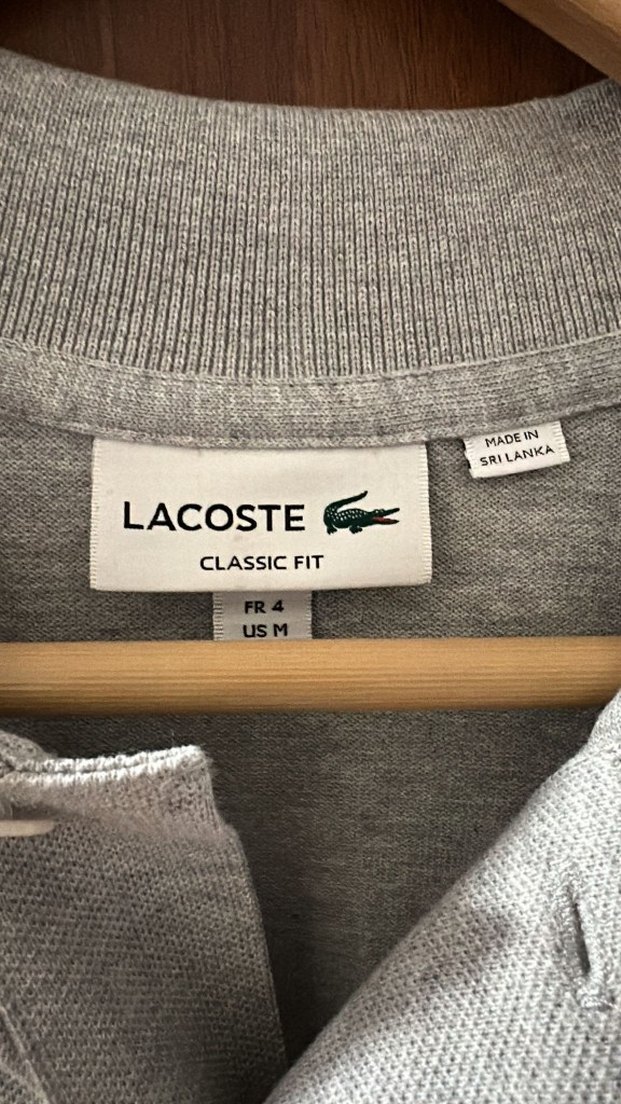 MADE IN
SRI LANKA
LACOSTE
CLASSIC FIT
FR 4
US M